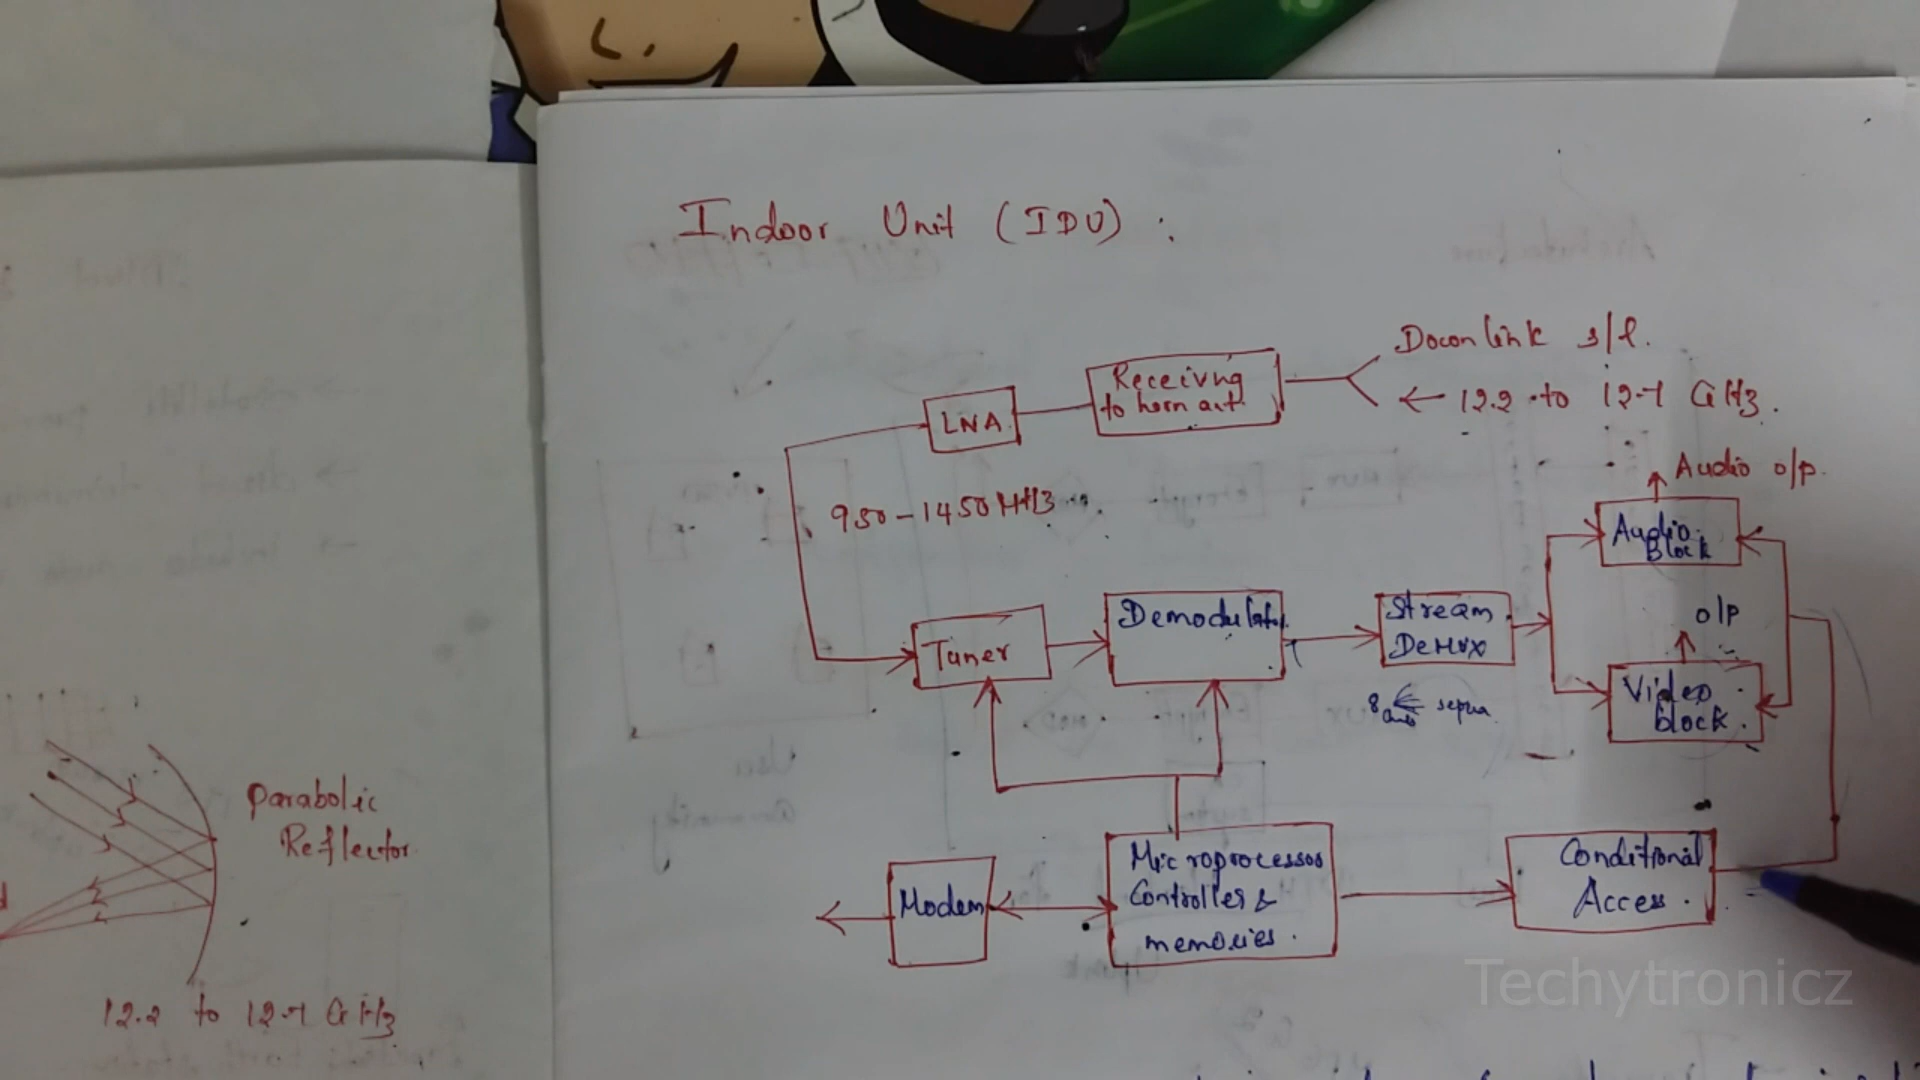 Indoor Unit (IDU) :
Downlink s/l.
← 12.2 to 12.7 GHz.
Receiving
to horn ant.
LNA
950-1450 MHz
Audio o/p.
Audio
Block
o/p
Video
block.
Tuner
Demodulator
Stream
DeMux
Modem
Microprocessor
Controller &
memories.
Conditional
Access.
Parabolic
Reflector
12.2 to 12.7 GHz
Techytronicz